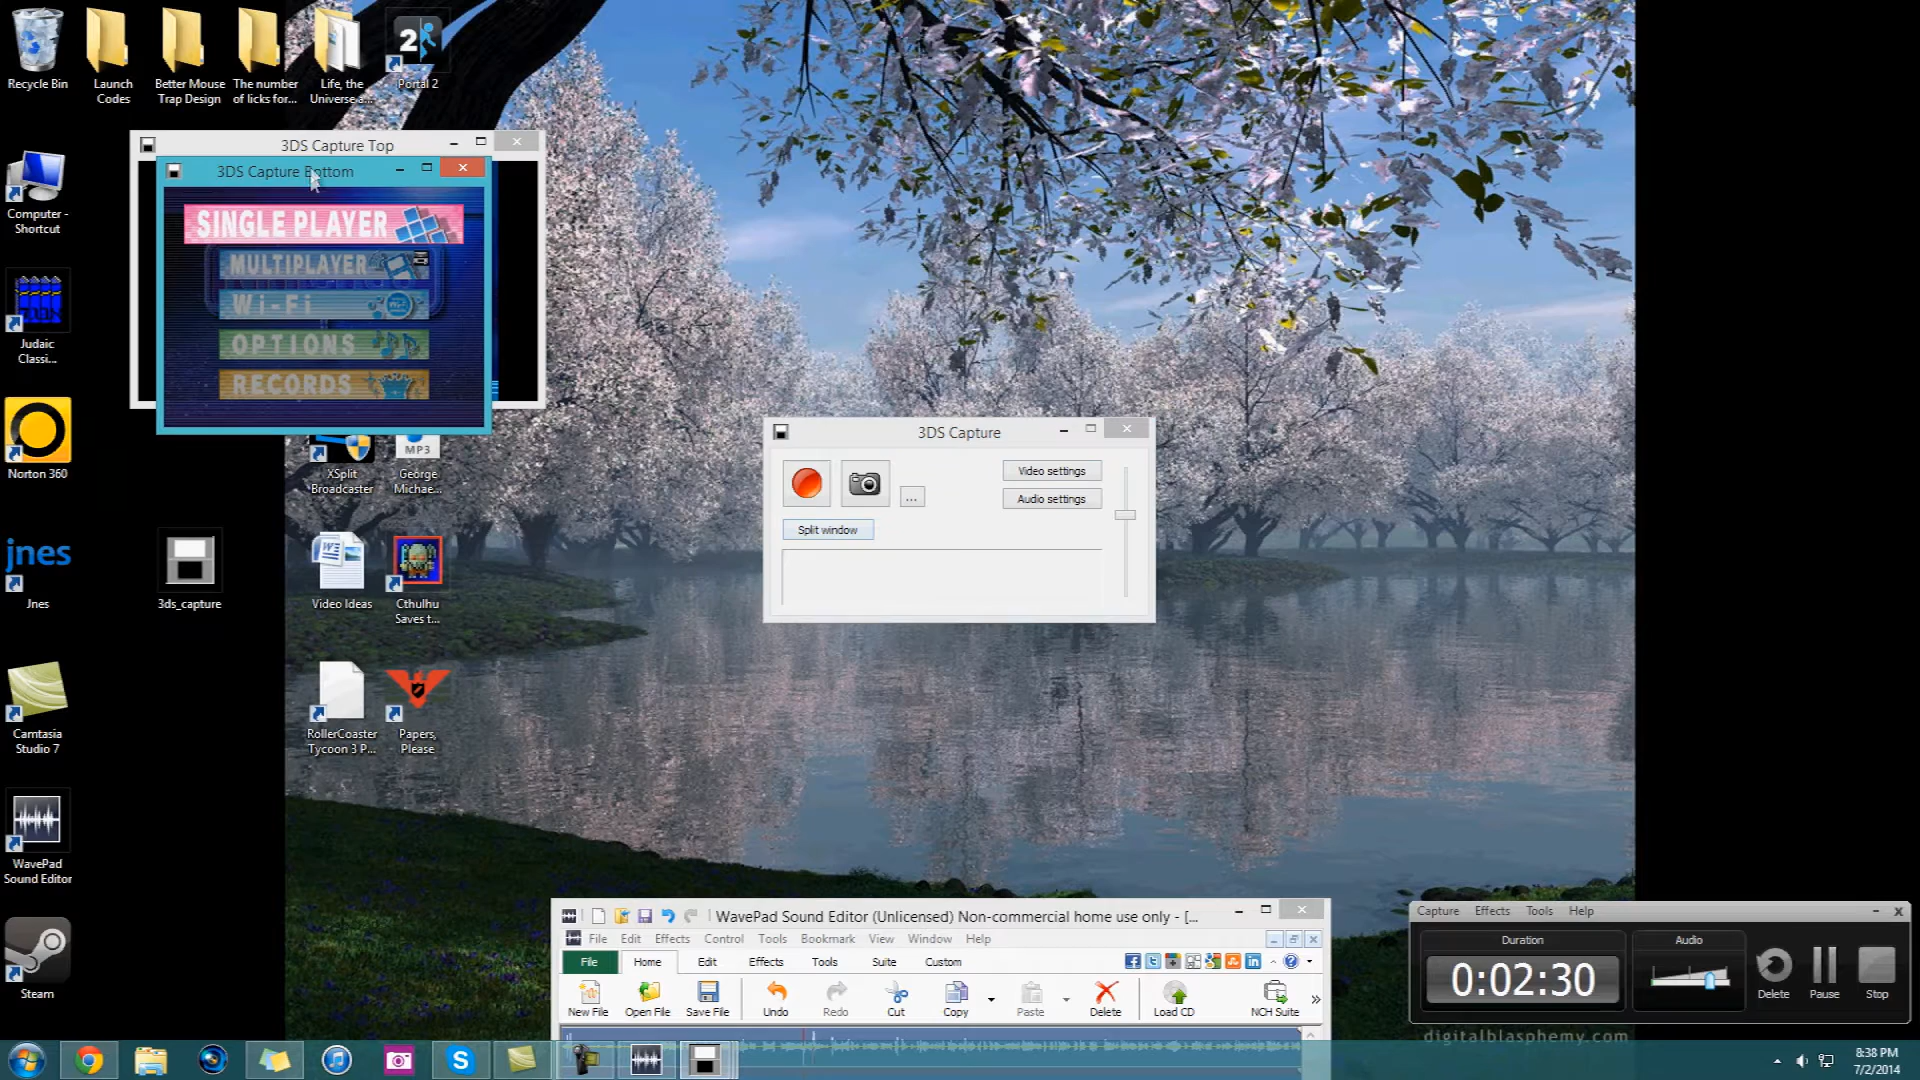 Recycle Bin
Launch
Codes
Better Mouse
Trap Design
The number
of licks for...
Life, the
Universe a...
2
Portal 2
3DS Capture Top
3DS Capture Bottom
SINGLE PLAYER
MULTIPLAYER
Wi-Fi
OPTIONS
RECORDS
Computer -
Shortcut
Judaic
Classi...
Norton 360
XSplit
Broadcaster
MP3
George
Michae...
3DS Capture
Video settings
...
Audio settings
Split window
jnes
Jnes
3ds_capture
Video Ideas
Cthulhu
Saves t...
RollerCoaster
Tycoon 3 P...
Papers,
Please
Camtasia
Studio 7
WavePad
Sound Editor
Steam
WavePad Sound Editor (Unlicensed) Non-commercial home use only - [...
File Edit Effects Control Tools Bookmark View Window Help
File Home Edit Effects Tools Suite Custom
New File Open File Save File Undo Redo Cut Copy Paste Delete Load CD NCH Suite
Capture Effects Tools Help
Duration
Audio
0:02:30
Delete Pause Stop
digitalblasphemy.com
8:38 PM
7/2/2014